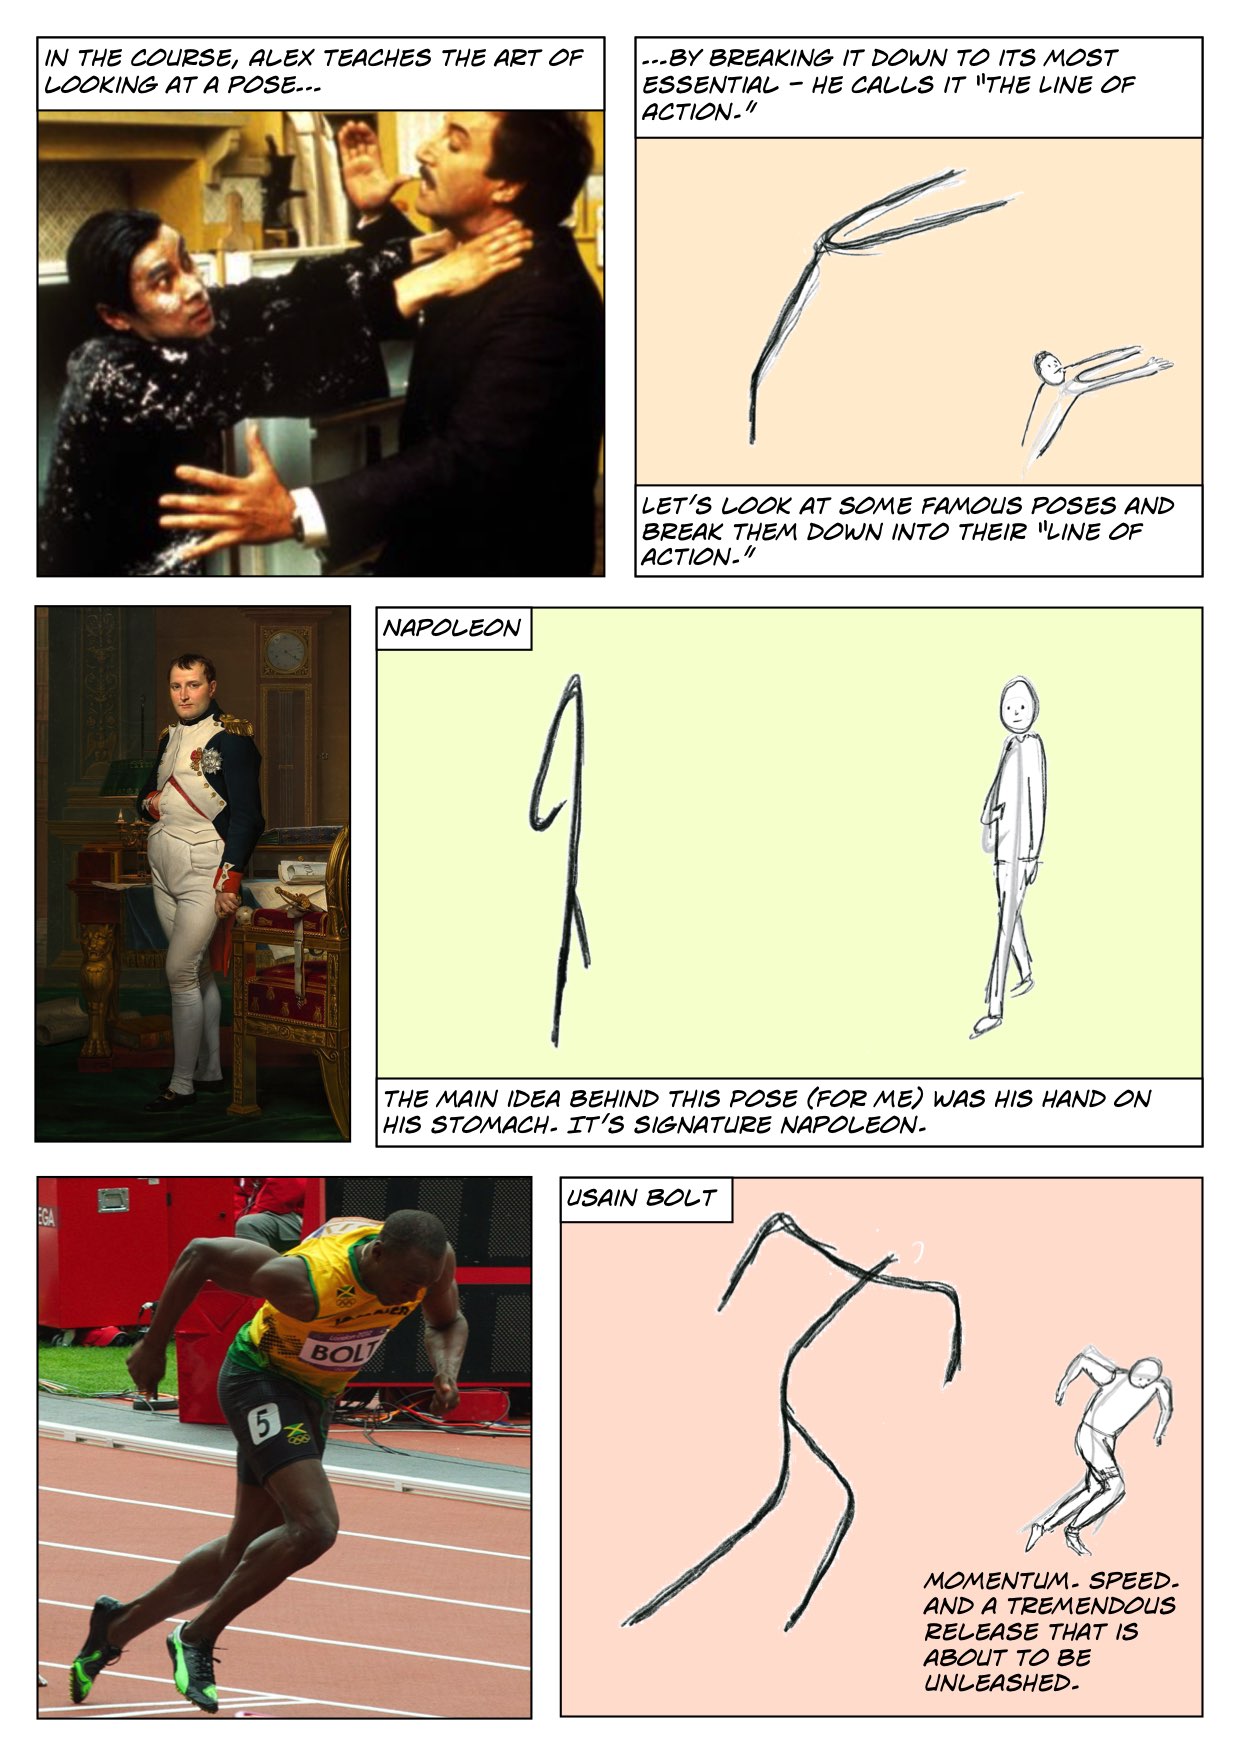 IN THE COURSE, ALEX TEACHES THE ART OF
LOOKING AT A POSE...
...BY BREAKING IT DOWN TO ITS MOST
ESSENTIAL – HE CALLS IT "THE LINE OF
ACTION."
LET'S LOOK AT SOME FAMOUS POSES AND
BREAK THEM DOWN INTO THEIR "LINE OF
ACTION."
NAPOLEON
THE MAIN IDEA BEHIND THIS POSE (FOR ME) WAS HIS HAND ON
HIS STOMACH. IT'S SIGNATURE NAPOLEON.
EGA
London 2012
BOLT
5
USAIN BOLT
MOMENTUM. SPEED.
AND A TREMENDOUS
RELEASE THAT IS
ABOUT TO BE
UNLEASHED.